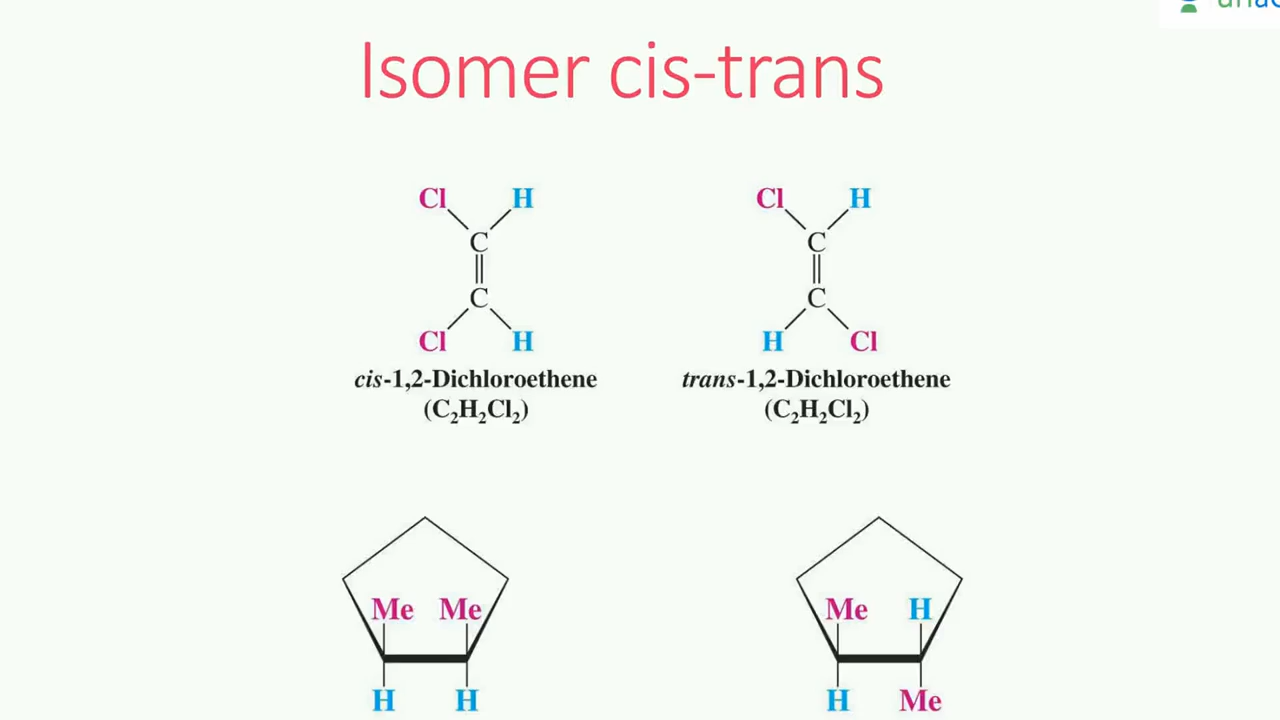 Isomer cis-trans
Cl H Cl H
C C
C C
Cl H H Cl
cis-1,2-Dichloroethene trans-1,2-Dichloroethene
(C₂H₂Cl₂) (C₂H₂Cl₂)
Me Me Me H
H H H Me